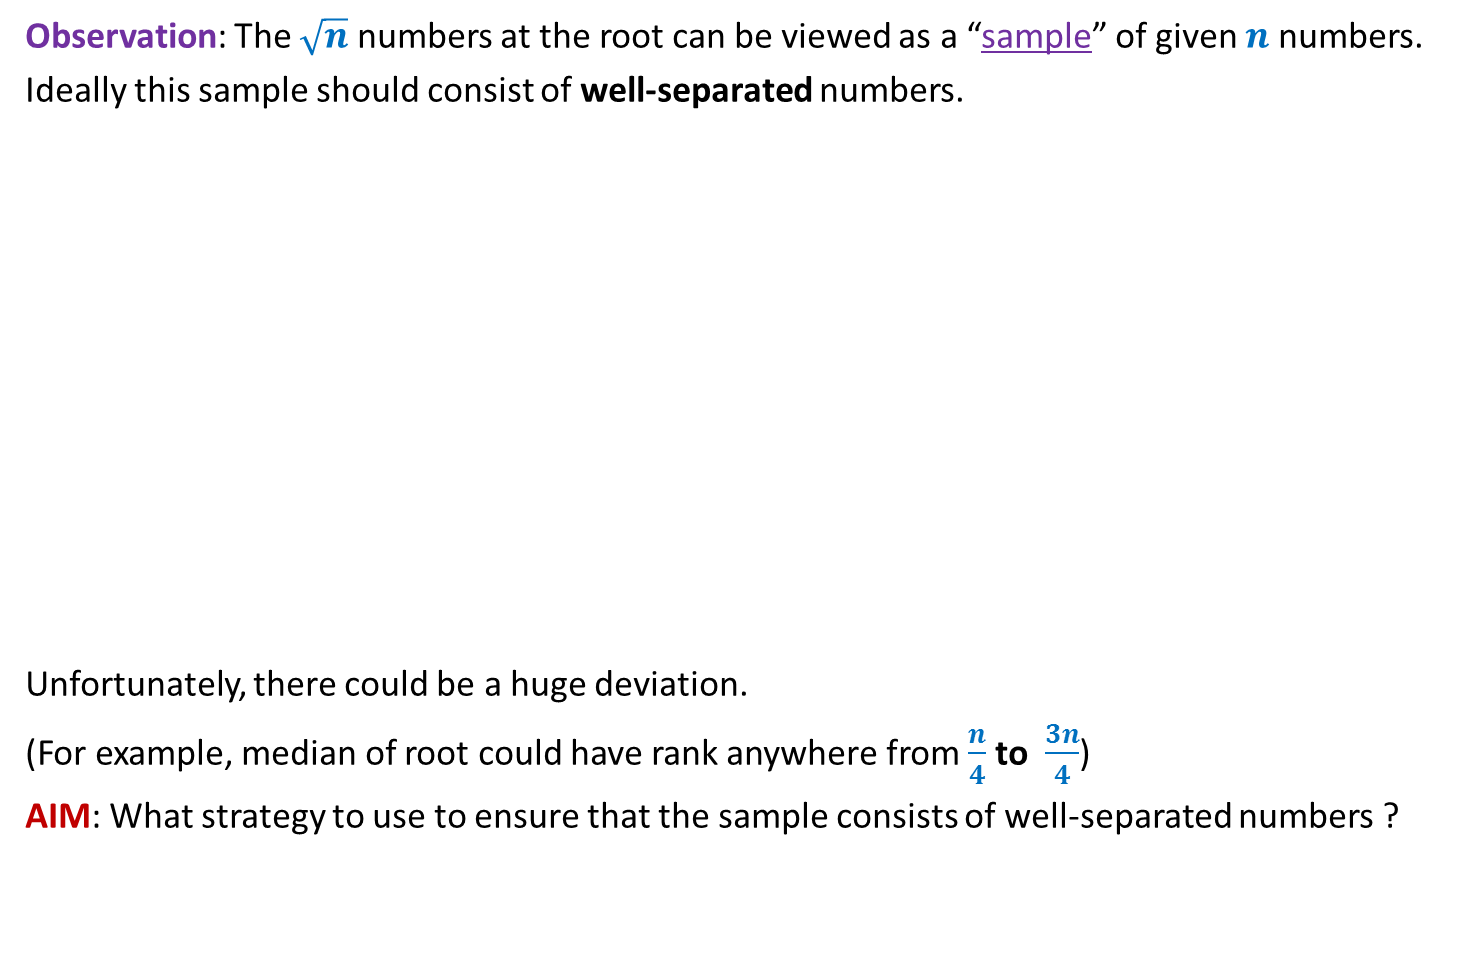 Observation: The √n numbers at the root can be viewed as a “sample” of given n numbers.
Ideally this sample should consist of well-separated numbers.
Unfortunately, there could be a huge deviation.
(For example, median of root could have rank anywhere from n/4 to 3n/4)
AIM: What strategy to use to ensure that the sample consists of well-separated numbers ?